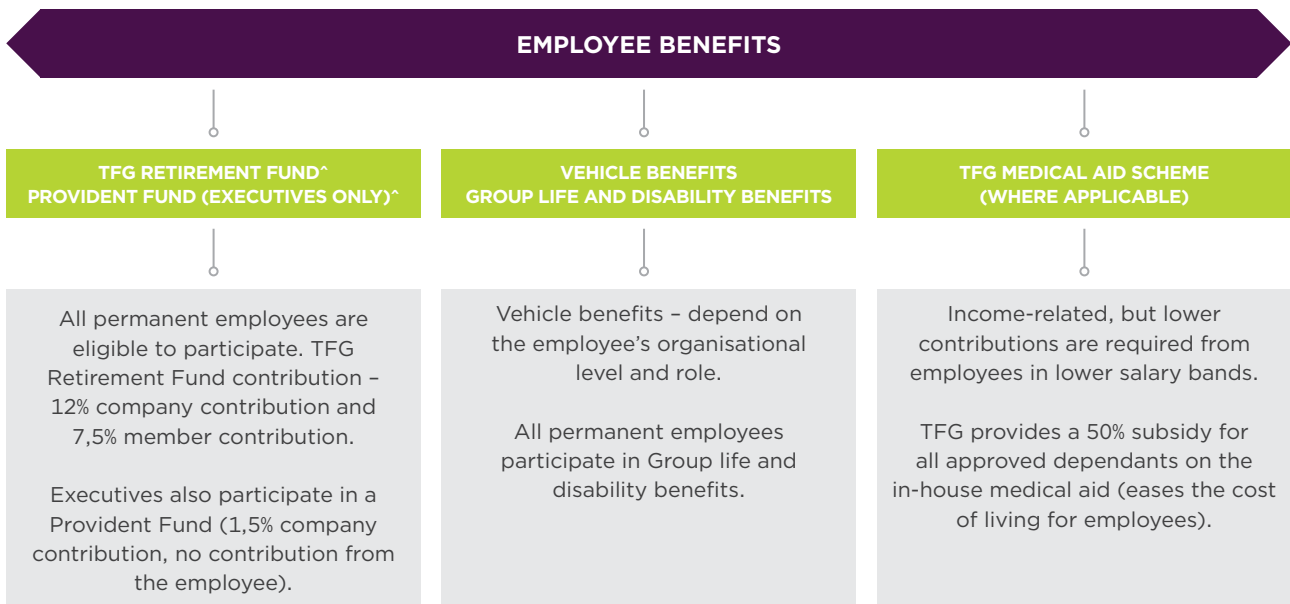 EMPLOYEE BENEFITS
TFG RETIREMENT FUND^
PROVIDENT FUND (EXECUTIVES ONLY)^
All permanent employees are
eligible to participate. TFG
Retirement Fund contribution –
12% company contribution and
7,5% member contribution.
Executives also participate in a
Provident Fund (1,5% company
contribution, no contribution from
the employee).
VEHICLE BENEFITS
GROUP LIFE AND DISABILITY BENEFITS
Vehicle benefits – depend on
the employee’s organisational
level and role.
All permanent employees
participate in Group life and
disability benefits.
TFG MEDICAL AID SCHEME
(WHERE APPLICABLE)
Income-related, but lower
contributions are required from
employees in lower salary bands.
TFG provides a 50% subsidy for
all approved dependants on the
in-house medical aid (eases the cost
of living for employees).